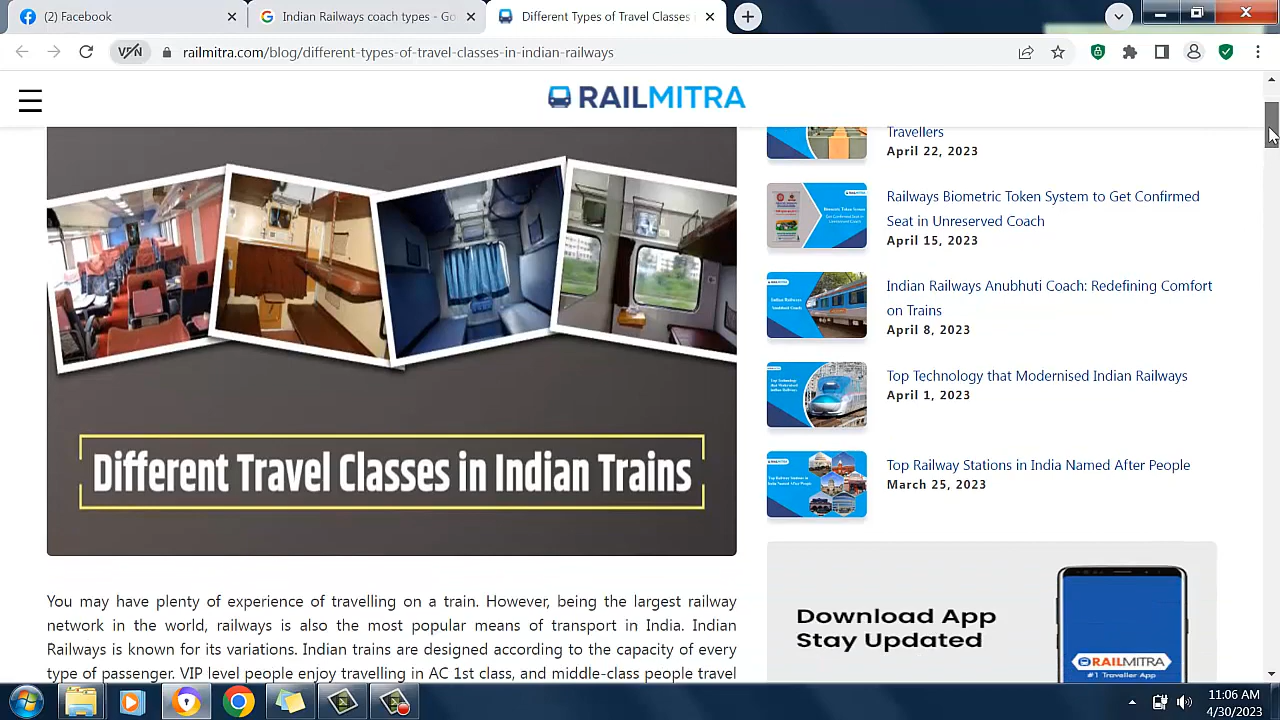 (2) Facebook
Indian Railways coach types - G
Different Types of Travel Classes
VPN
railmitra.com/blog/different-types-of-travel-classes-in-indian-railways
RAILMITRA
Different Travel Classes in Indian Trains
You may have plenty of experience of travelling on a train. However, being the largest railway
network in the world, railways is also the most popular means of transport in India. Indian
Railways is known for its variations. Indian trains are designed according to the capacity of every
type of passenger. VIP level people enjoy travelling in first class, and middle-class people travel
Travellers
April 22, 2023
Railways Biometric Token System to Get Confirmed
Seat in Unreserved Coach
April 15, 2023
Indian Railways Anubhuti Coach: Redefining Comfort
on Trains
April 8, 2023
Top Technology that Modernised Indian Railways
April 1, 2023
Top Railway Stations in India Named After People
March 25, 2023
Download App
Stay Updated
RAILMITRA
#1 Traveller App
11:06 AM
4/30/2023